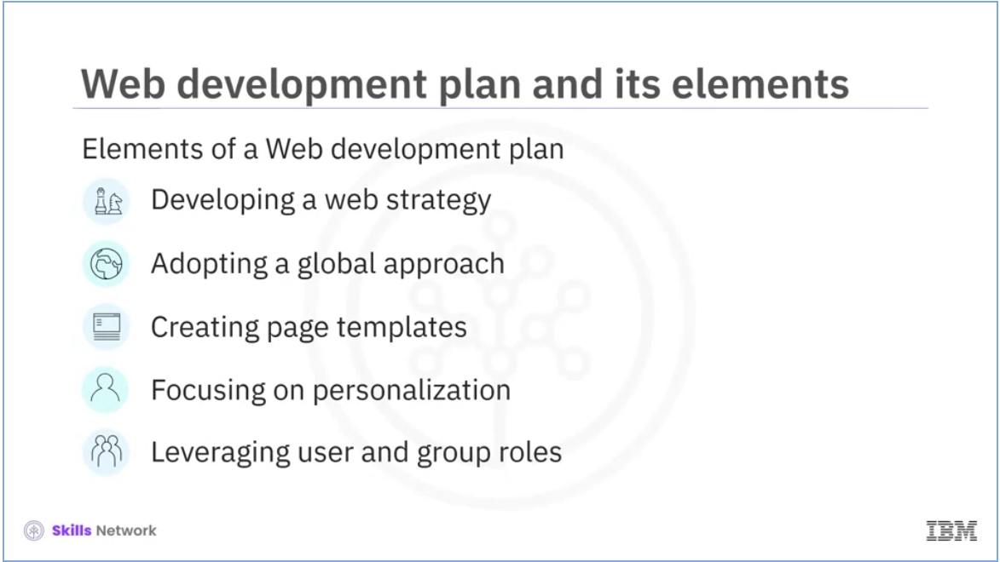 Web development plan and its elements
Elements of a Web development plan
Developing a web strategy
Adopting a global approach
Creating page templates
Focusing on personalization
Leveraging user and group roles
Skills Network
IBM